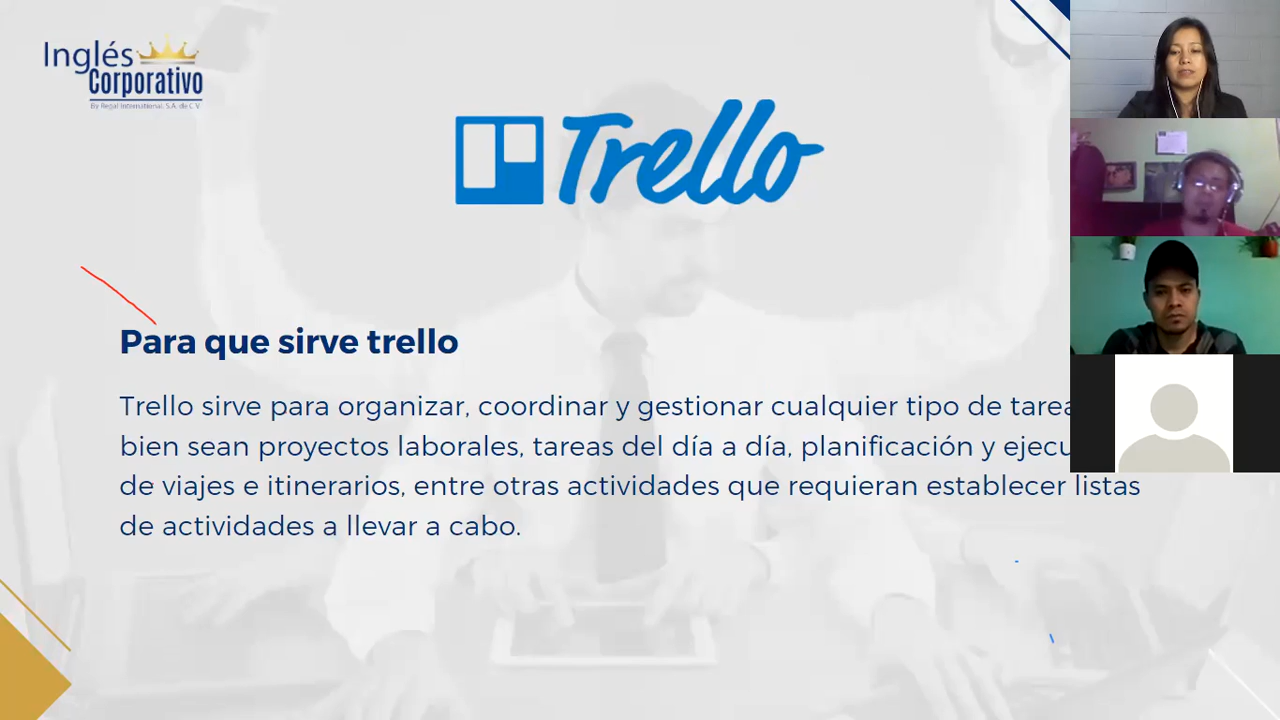 Inglés
Corporativo
By Regal International, S.A. de C.V.
Trello
Para que sirve trello
Trello sirve para organizar, coordinar y gestionar cualquier tipo de
bien sean proyectos laborales, tareas del día a día, planificación y
de viajes e itinerarios, entre otras actividades que requieran establecer listas
de actividades a llevar a cabo.